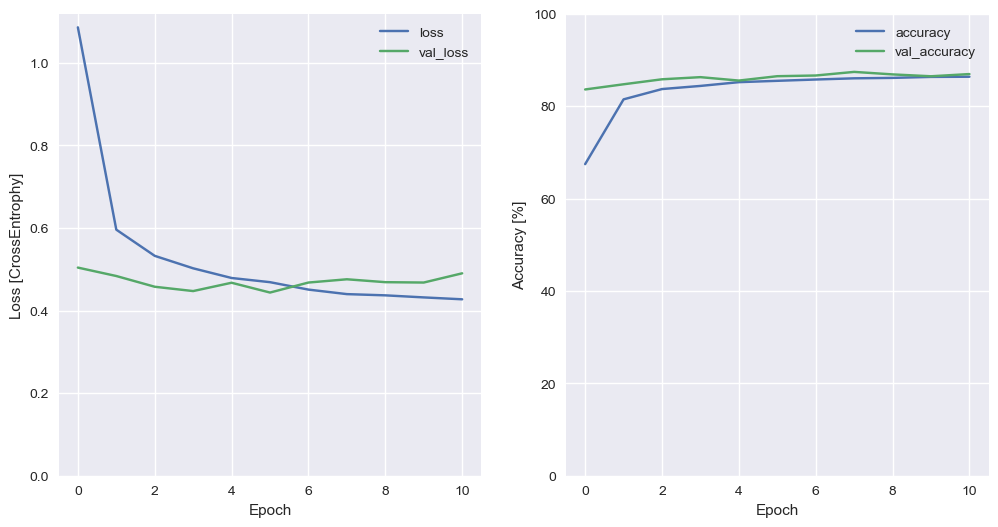 loss
val_loss
1.0
0.8
0.6
0.4
0.2
0.0
Loss [CrossEntrophy]
0 2 4 6 8 10
Epoch
accuracy
val_accuracy
100
80
60
40
20
0
Accuracy [%]
0 2 4 6 8 10
Epoch